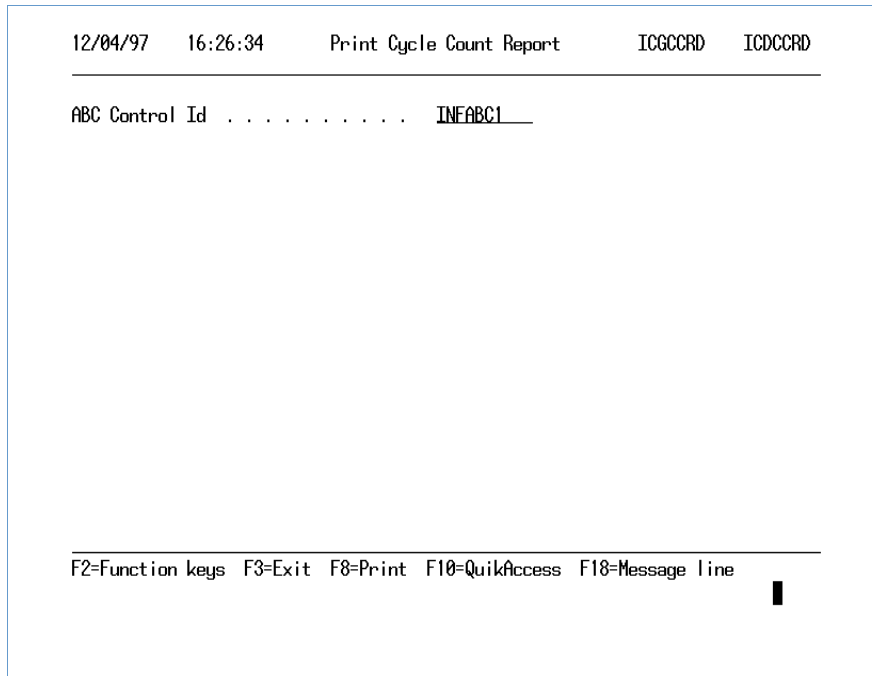 12/04/97 16:26:34 Print Cycle Count Report ICGCCRD ICDCCRD
ABC Control Id . . . . . . . . . . INFABC1
F2=Function keys F3=Exit F8=Print F10=QuikAccess F18=Message line